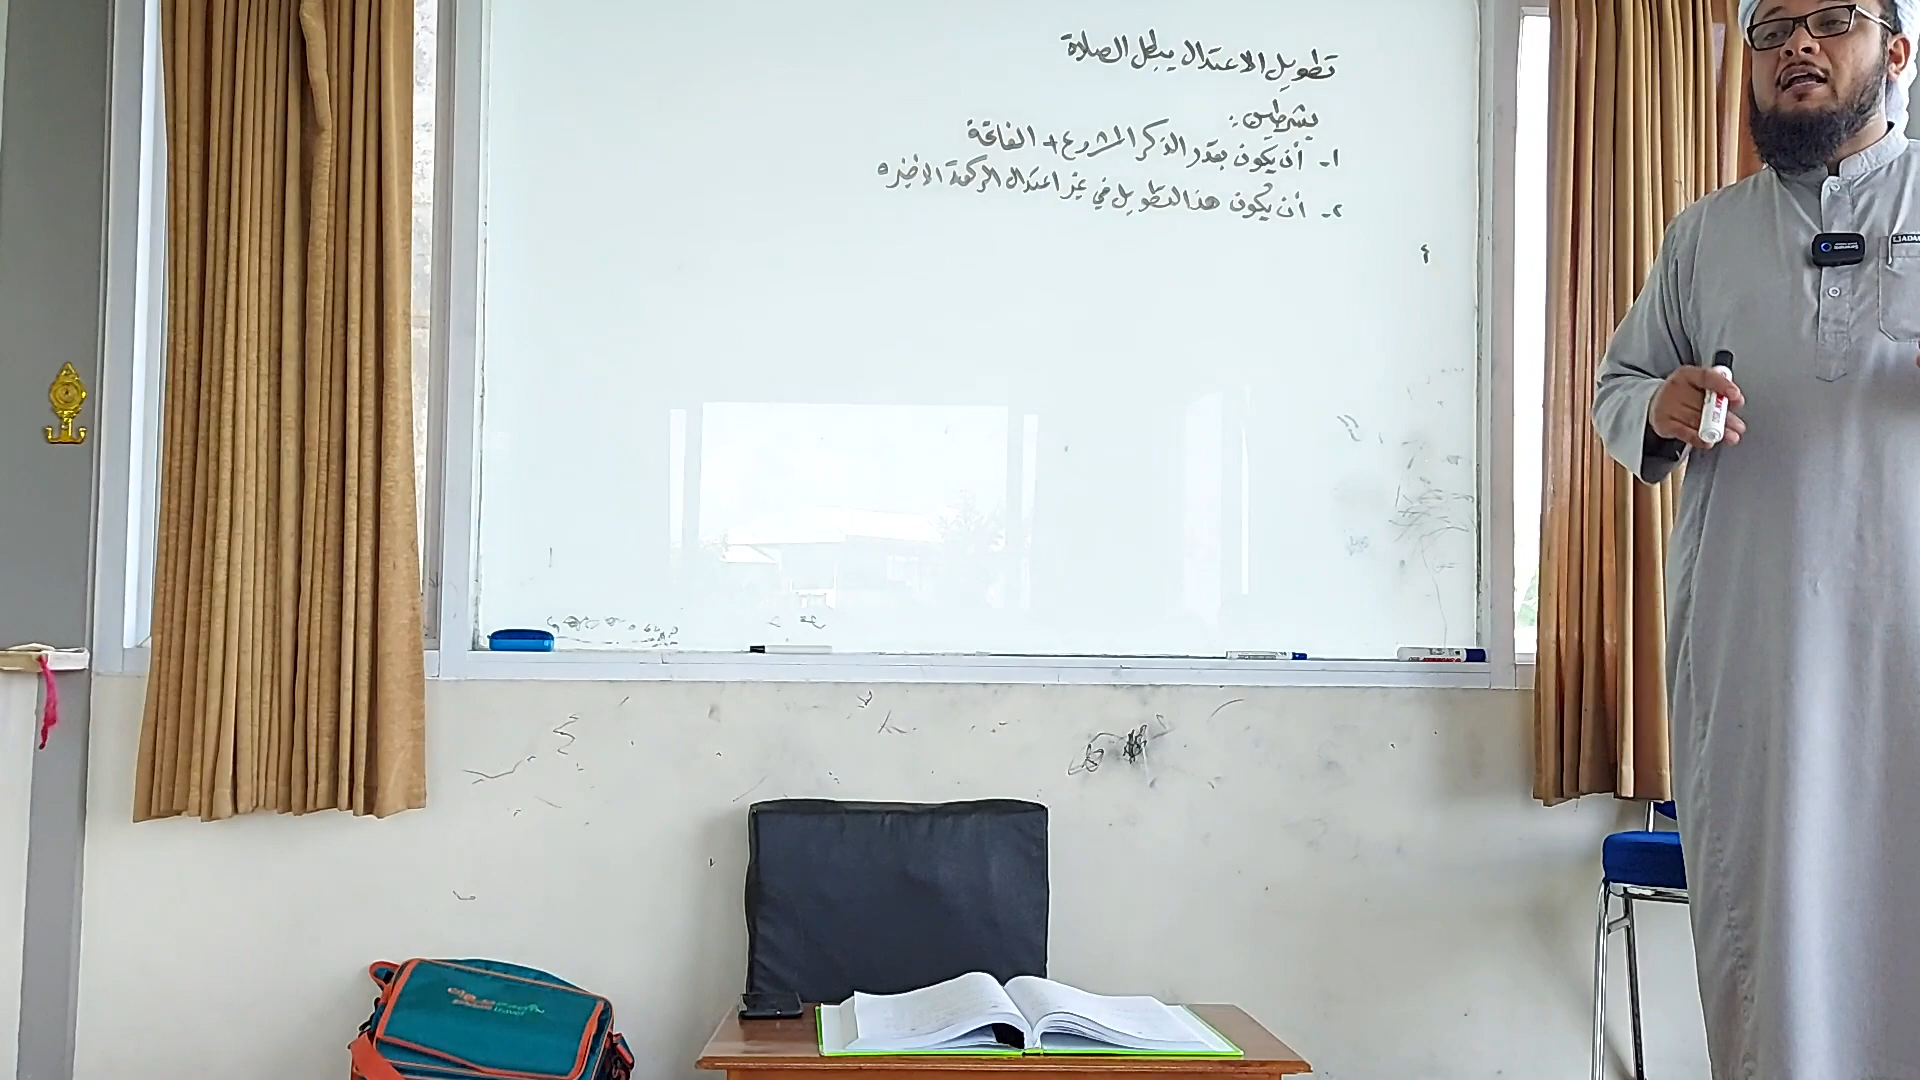 تطويل الاعتدال يبطل الصلاة
بشرطين:
١- أن يكون بقدر الذكر المشروع + الفاتحة
٢- أن يكون هذا التطويل في غير اعتدال الركعة الأخيرة
أ
travel